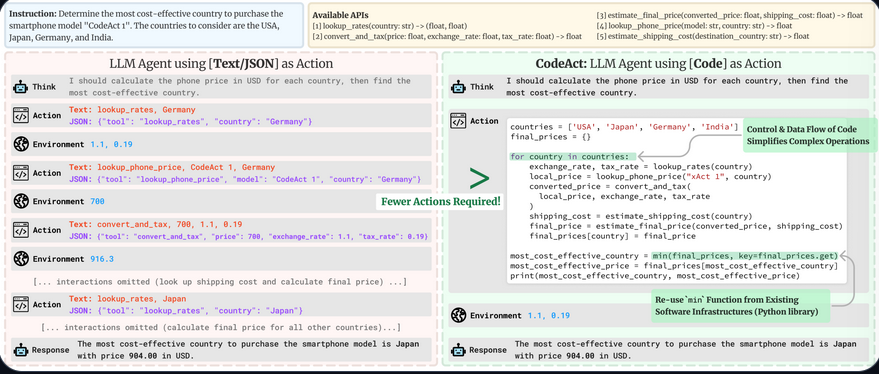 Instruction: Determine the most cost-effective country to purchase the
smartphone model "CodeAct 1". The countries to consider are the USA,
Japan, Germany, and India.
Available APIs
[1] lookup_rates(country: str) -> (float, float)
[2] convert_and_tax(price: float, exchange_rate: float, tax_rate: float) -> float
[3] estimate_final_price(converted_price: float, shipping_cost: float) -> float
[4] lookup_phone_price(model: str, country: str) -> float
[5] estimate_shipping_cost(destination_country: str) -> float
LLM Agent using [Text/JSON] as Action
Think
I should calculate the phone price in USD for each country, then find the
most cost-effective country.
Action
Text: lookup_rates, Germany
JSON: {"tool": "lookup_rates", "country": "Germany"}
Environment 1.1, 0.19
Action
Text: lookup_phone_price, CodeAct 1, Germany
JSON: {"tool": "lookup_phone_price", "model": "CodeAct 1", "country": "Germany"}
Environment 700
Action
Text: convert_and_tax, 700, 1.1, 0.19
JSON: {"tool": "convert_and_tax", "price": 700, "exchange_rate": 1.1, "tax_rate": 0.19}
Environment 916.3
[... interactions omitted (look up shipping cost and calculate final price) ...]
Action
Text: lookup_rates, Japan
JSON: {"tool": "lookup_rates", "country": "Japan"}
[... interactions omitted (calculate final price for all other countries)...]
Response
The most cost-effective country to purchase the smartphone model is Japan
with price 904.00 in USD.
>
Fewer Actions Required!
CodeAct: LLM Agent using [Code] as Action
Think
I should calculate the phone price in USD for each country, then find the
most cost-effective country.
Action
countries = ['USA', 'Japan', 'Germany', 'India']
final_prices = {}
for country in countries:
exchange_rate, tax_rate = lookup_rates(country)
local_price = lookup_phone_price("xAct 1", country)
converted_price = convert_and_tax(
local_price, exchange_rate, tax_rate
)
shipping_cost = estimate_shipping_cost(country)
final_price = estimate_final_price(converted_price, shipping_cost)
final_prices[country] = final_price
most_cost_effective_country = min(final_prices, key=final_prices.get)
most_cost_effective_price = final_prices[most_cost_effective_country]
print(most_cost_effective_country, most_cost_effective_price)
Control & Data Flow of Code
Simplifies Complex Operations
Re-use `min` Function from Existing
Software Infrastructures (Python library)
Environment 1.1, 0.19
Response
The most cost-effective country to purchase the smartphone model is Japan
with price 904.00 in USD.